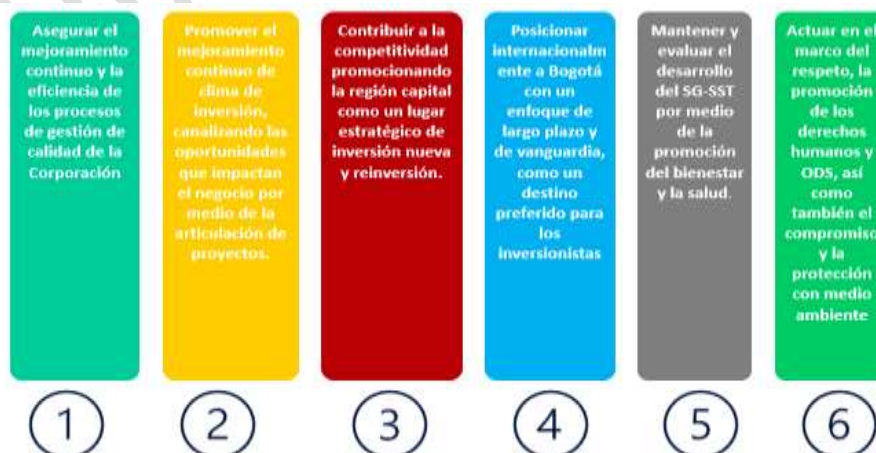 Asegurar el
mejoramiento
continuo y la
eficiencia de
los procesos
de gestión de
calidad de la
Corporación
Promover el
mejoramiento
continuo de
clima de
inversión,
canalizando las
oportunidades
que impactan
el negocio por
medio de la
articulación de
proyectos.
Contribuir a la
competitividad
promocionando
la región capital
como un lugar
estratégico de
inversión nueva
y reinversión.
Posicionar
internacionalm
ente a Bogotá
con un
enfoque de
largo plazo y
de vanguardia,
como un
destino
preferido para
los
inversionistas
Mantener y
evaluar el
desarrollo
del SG-SST
por medio
de la
promoción
del bienestar
y la salud.
Actuar en el
marco del
respeto, la
promoción
de los
derechos
humanos y
ODS, así
como
también el
compromiso
y la
protección
con medio
ambiente
1
2
3
4
5
6